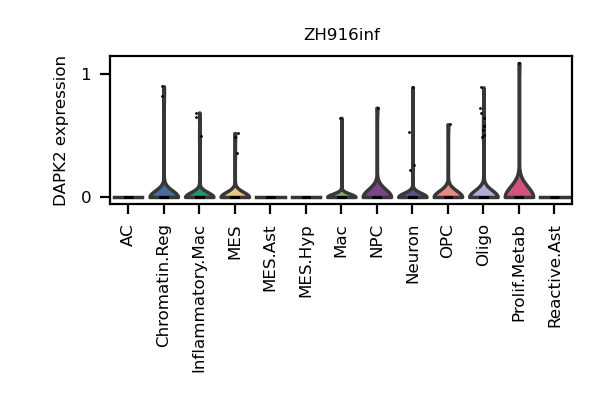 ZH916inf
DAPK2 expression
1
0
AC
Chromatin.Reg
Inflammatory.Mac
MES
MES.Ast
MES.Hyp
Mac
NPC
Neuron
OPC
Oligo
Prolif.Metab
Reactive.Ast